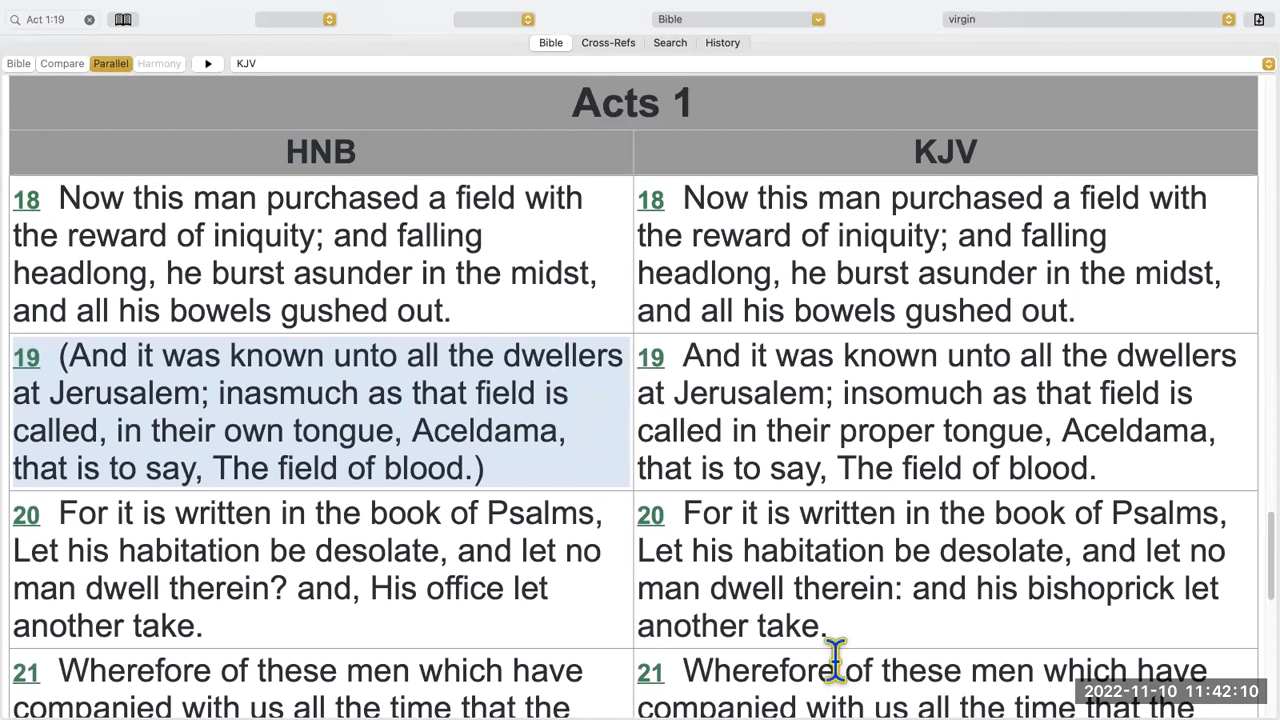 Act 1:19
Bible
virgin
Bible
Cross-Refs
Search
History
Bible
Compare
Parallel
Harmony
KJV
Acts 1
HNB
KJV
18 Now this man purchased a field with
the reward of iniquity; and falling
headlong, he burst asunder in the midst,
and all his bowels gushed out.
18 Now this man purchased a field with
the reward of iniquity; and falling
headlong, he burst asunder in the midst,
and all his bowels gushed out.
19 (And it was known unto all the dwellers
at Jerusalem; inasmuch as that field is
called, in their own tongue, Aceldama,
that is to say, The field of blood.)
19 And it was known unto all the dwellers
at Jerusalem; insomuch as that field is
called in their proper tongue, Aceldama,
that is to say, The field of blood.
20 For it is written in the book of Psalms,
Let his habitation be desolate, and let no
man dwell therein? and, His office let
another take.
20 For it is written in the book of Psalms,
Let his habitation be desolate, and let no
man dwell therein: and his bishoprick let
another take.
21 Wherefore of these men which have
companied with us all the time that the
21 Wherefore of these men which have
companied with us all the time that the
2022-11-10 11:42:10